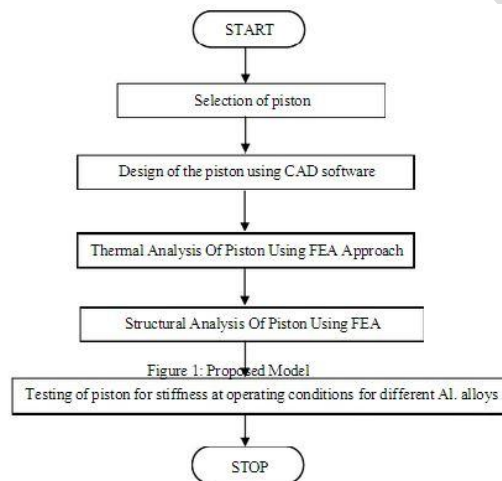 START
Selection of piston
Design of the piston using CAD software
Thermal Analysis Of Piston Using FEA Approach
Structural Analysis Of Piston Using FEA
Figure 1: Proposed Model
Testing of piston for stiffness at operating conditions for different Al. alloys
STOP